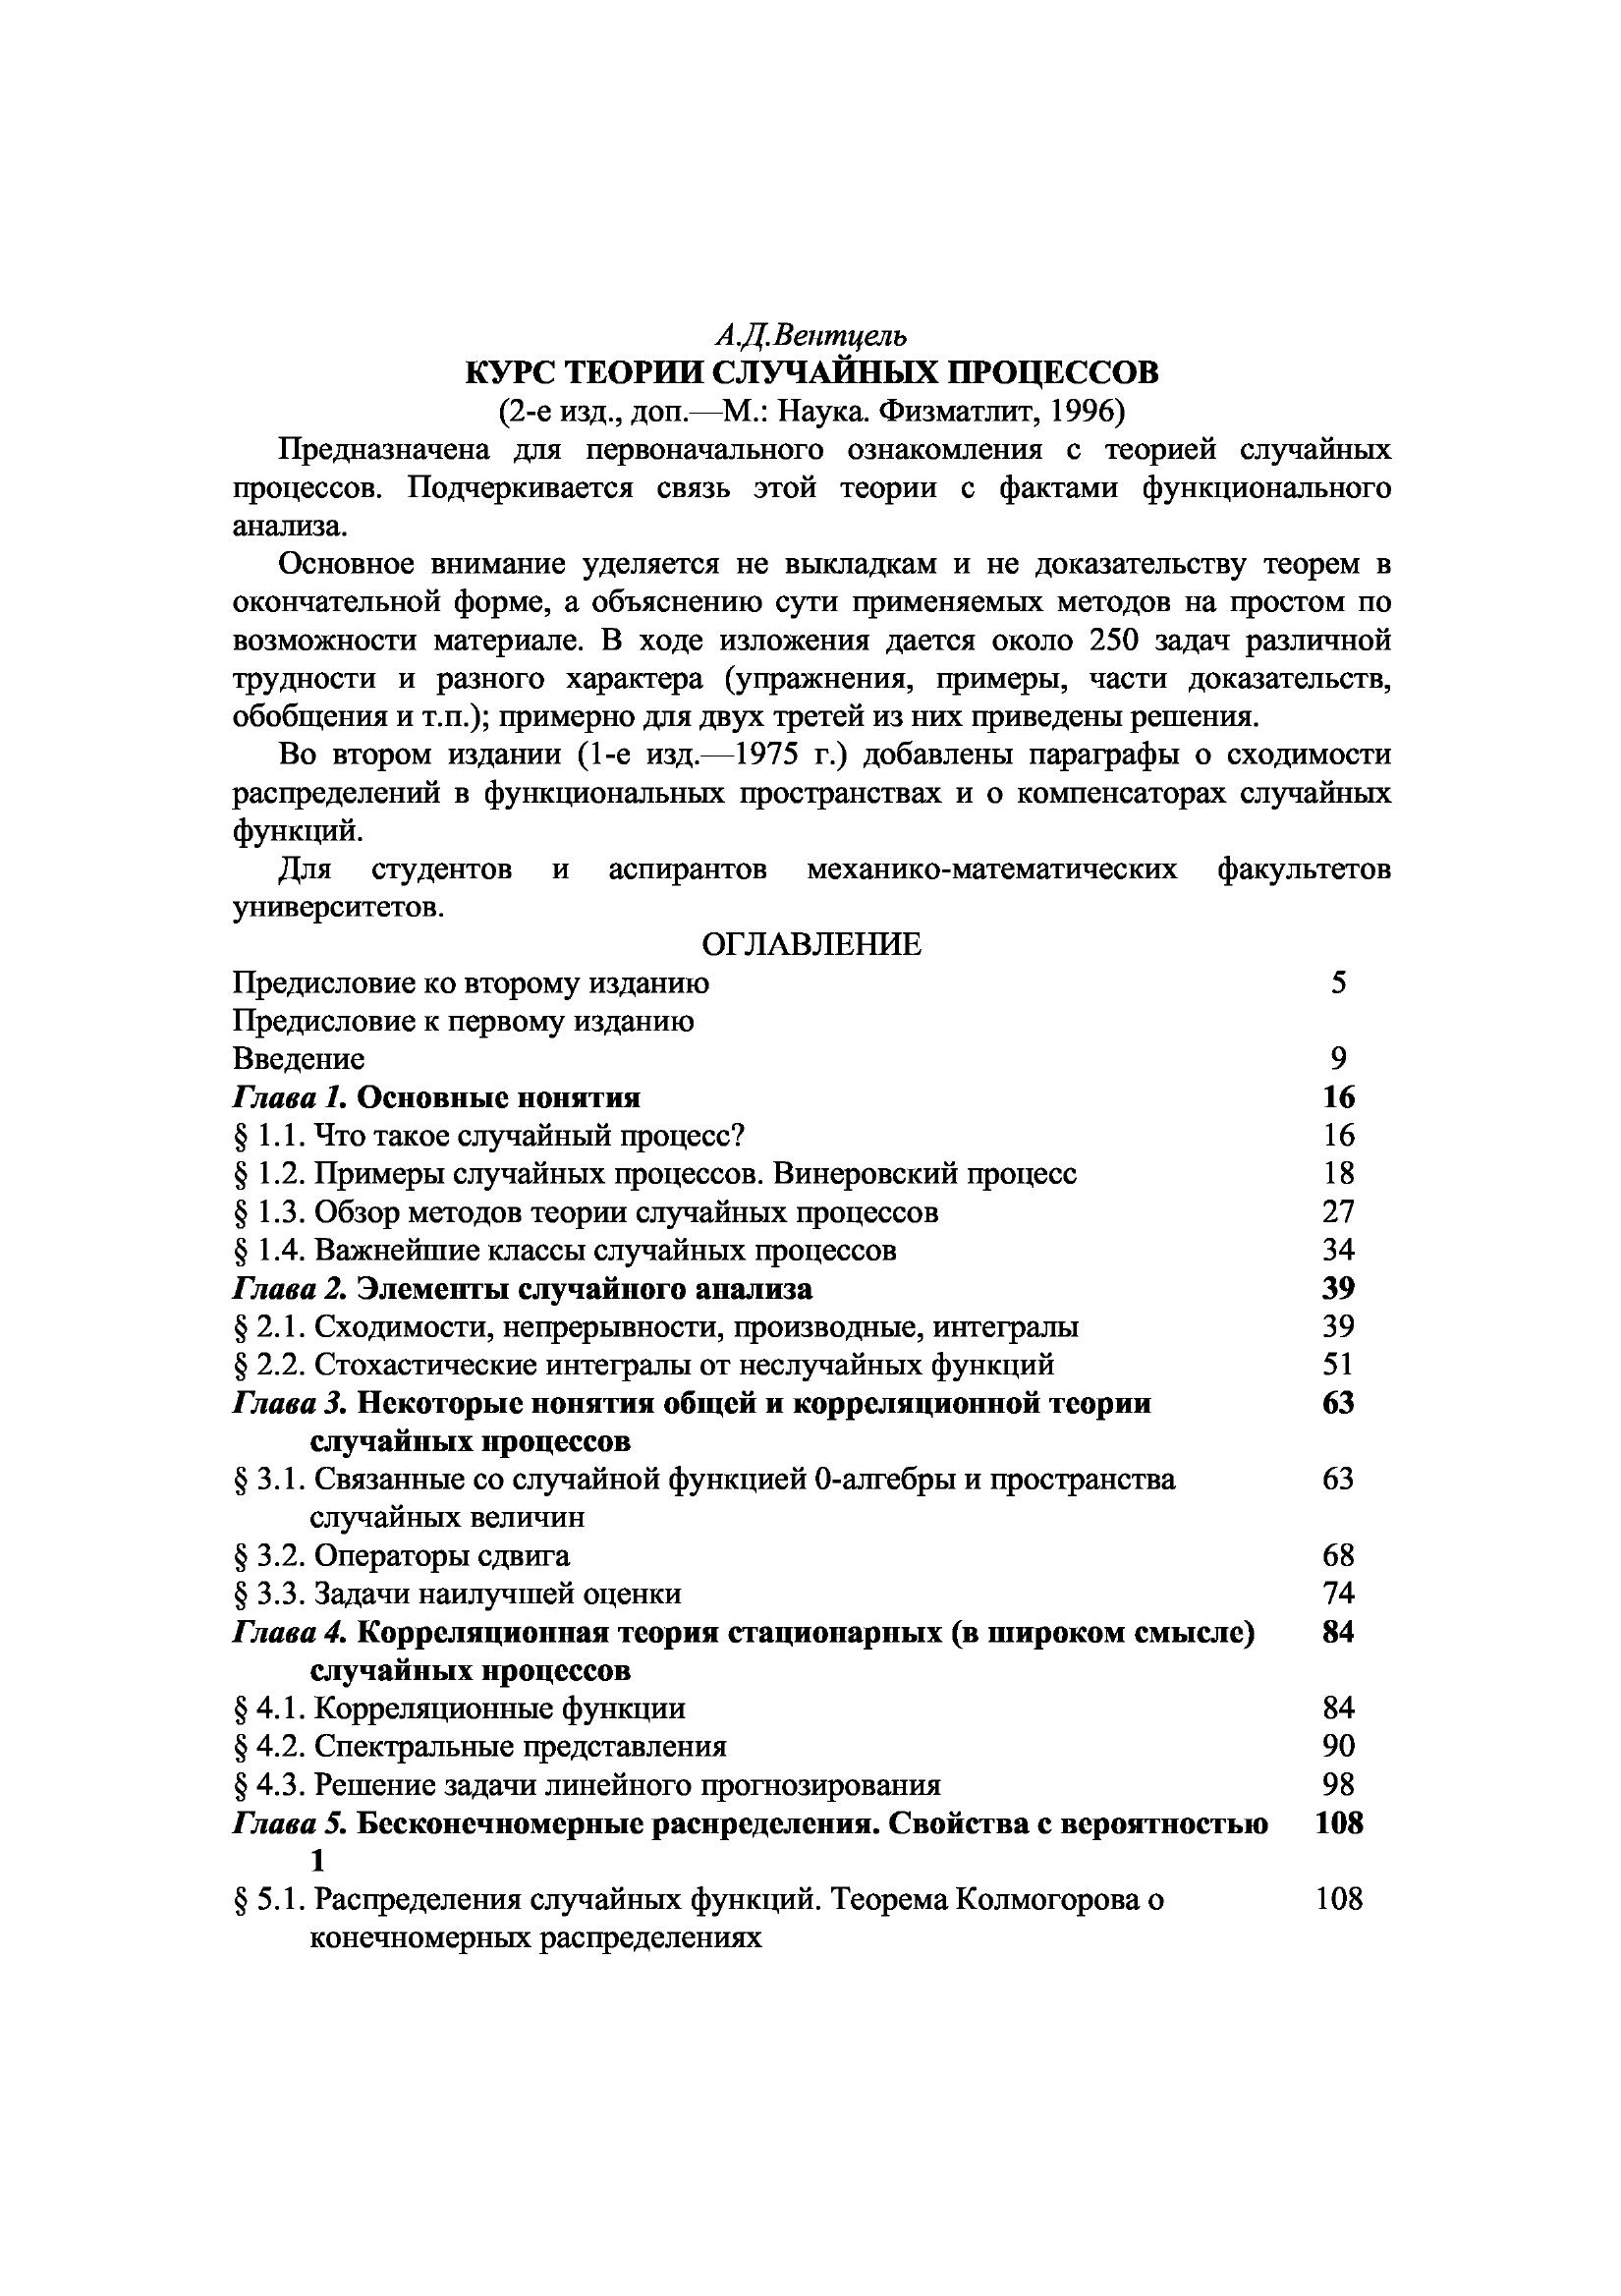 А.Д.Вентцель
КУРС ТЕОРИИ СЛУЧАЙНЫХ ПРОЦЕССОВ
(2-е изд., доп.—М.: Наука. Физматлит, 1996)
Предназначена для первоначального ознакомления с теорией случайных
процессов. Подчеркивается связь этой теории с фактами функционального
анализа.
Основное внимание уделяется не выкладкам и не доказательству теорем в
окончательной форме, а объяснению сути применяемых методов на простом по
возможности материале. В ходе изложения дается около 250 задач различной
трудности и разного характера (упражнения, примеры, части доказательств,
обобщения и т.п.); примерно для двух третей из них приведены решения.
Во втором издании (1-е изд.—1975 г.) добавлены параграфы о сходимости
распределений в функциональных пространствах и о компенсаторах случайных
функций.
Для студентов и аспирантов механико-математических факультетов
университетов.
ОГЛАВЛЕНИЕ
Предисловие ко второму изданию 5
Предисловие к первому изданию
Введение 9
Глава 1. Основные нонятия 16
§ 1.1. Что такое случайный процесс? 16
§ 1.2. Примеры случайных процессов. Винеровский процесс 18
§ 1.3. Обзор методов теории случайных процессов 27
§ 1.4. Важнейшие классы случайных процессов 34
Глава 2. Элементы случайного анализа 39
§ 2.1. Сходимости, непрерывности, производные, интегралы 39
§ 2.2. Стохастические интегралы от неслучайных функций 51
Глава 3. Некоторые нонятия общей и корреляционной теории 63
случайных нроцессов
§ 3.1. Связанные со случайной функцией 0-алгебры и пространства 63
случайных величин
§ 3.2. Операторы сдвига 68
§ 3.3. Задачи наилучшей оценки 74
Глава 4. Корреляционная теория стационарных (в широком смысле) 84
случайных нроцессов
§ 4.1. Корреляционные функции 84
§ 4.2. Спектральные представления 90
§ 4.3. Решение задачи линейного прогнозирования 98
Глава 5. Бесконечномерные раснределения. Свойства с вероятностью 108
1
§ 5.1. Распределения случайных функций. Теорема Колмогорова о 108
конечномерных распределениях